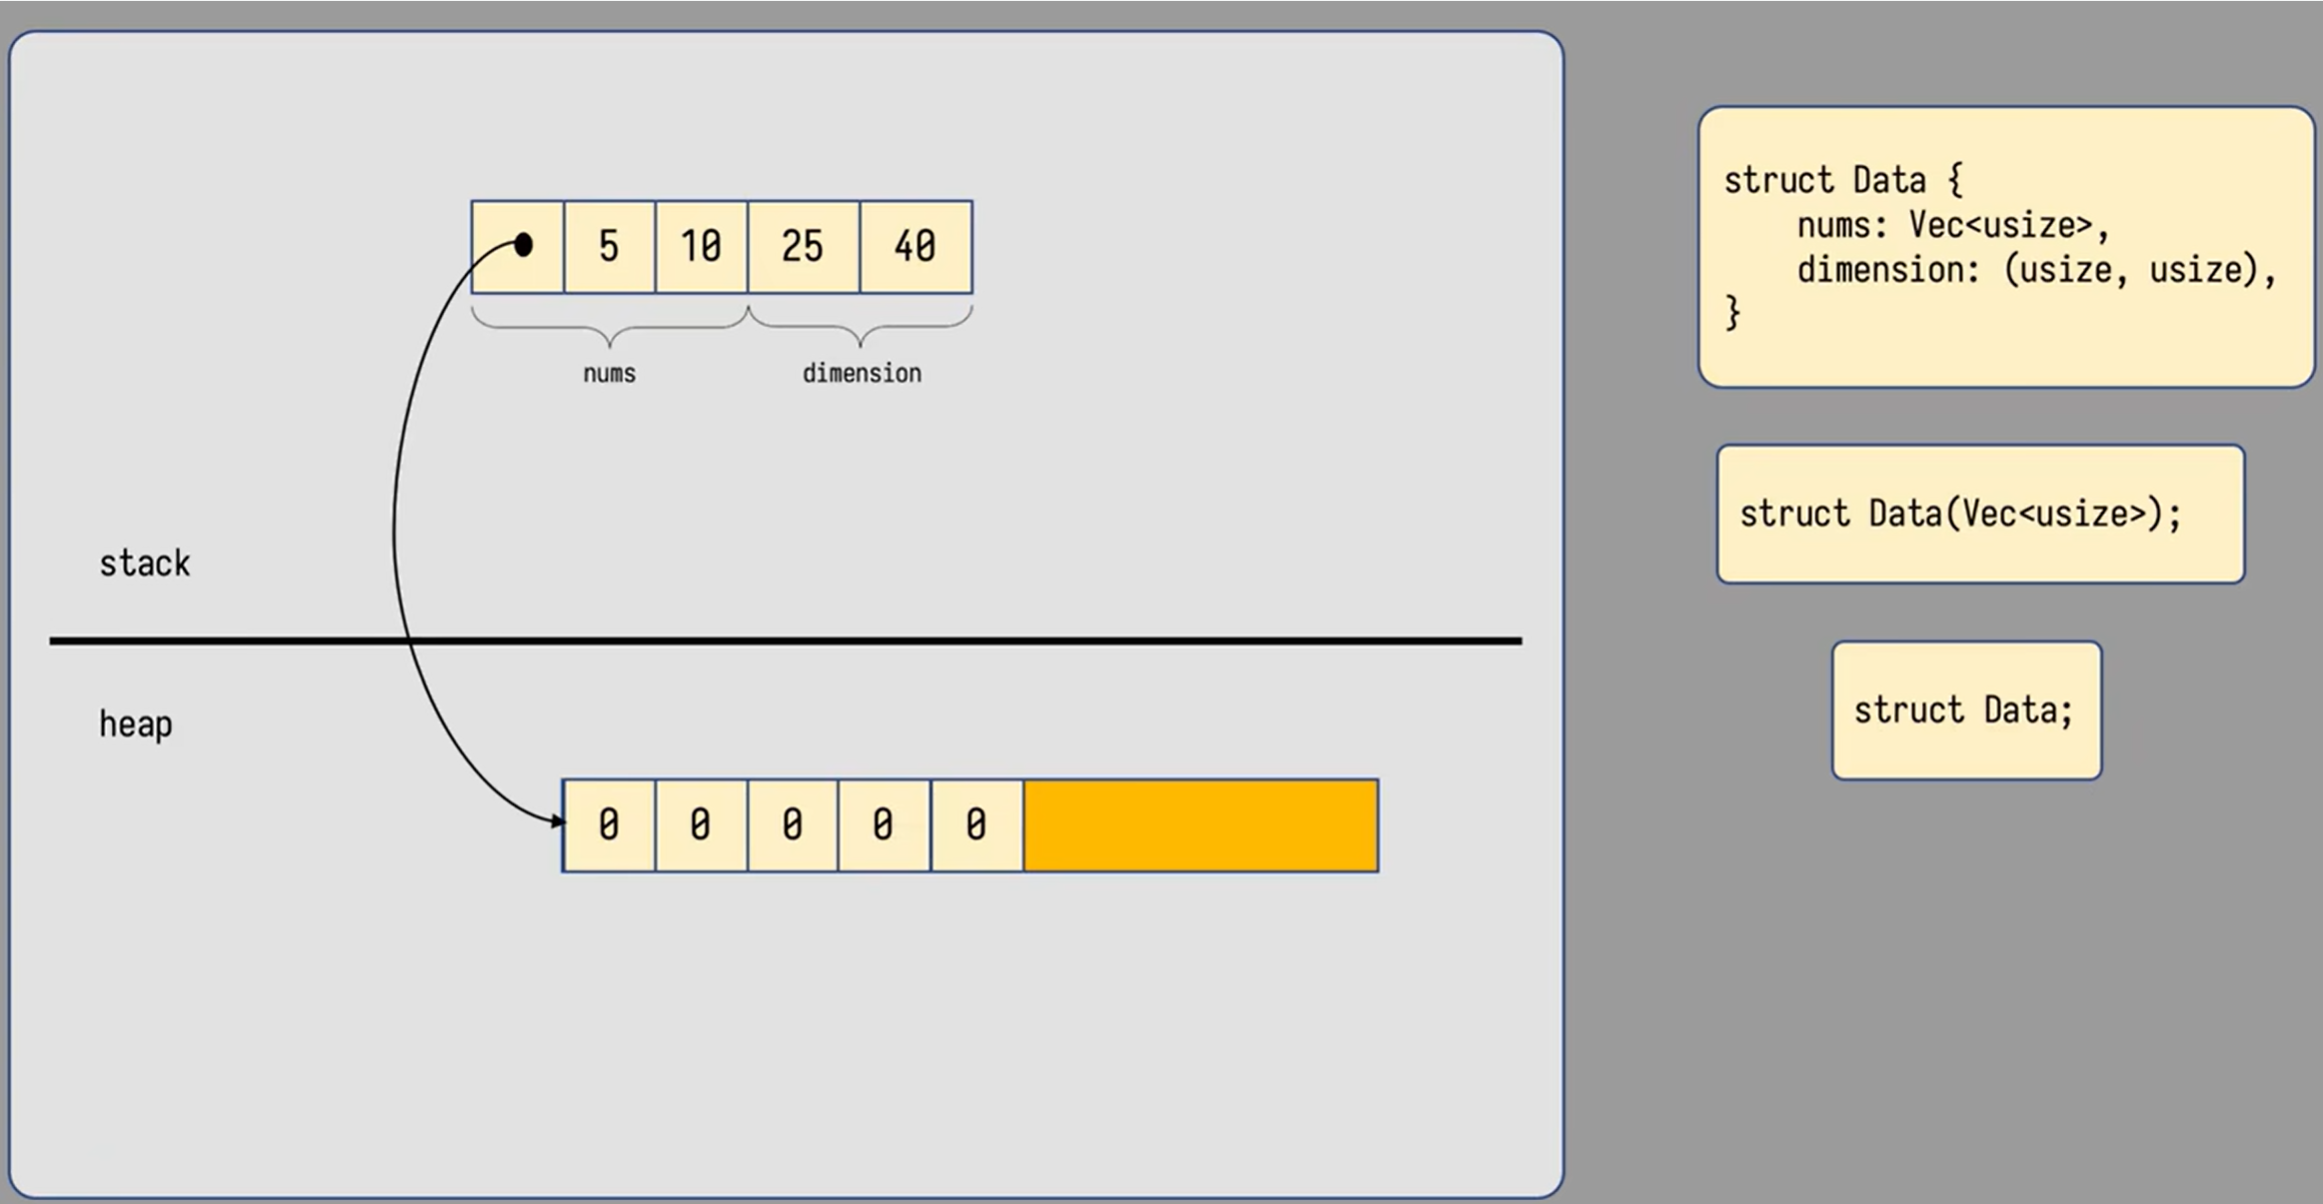 5 10 25 40
nums dimension
stack
heap
0 0 0 0 0
struct Data {
    nums: Vec<usize>,
    dimension: (usize, usize),
}
struct Data(Vec<usize>);
struct Data;